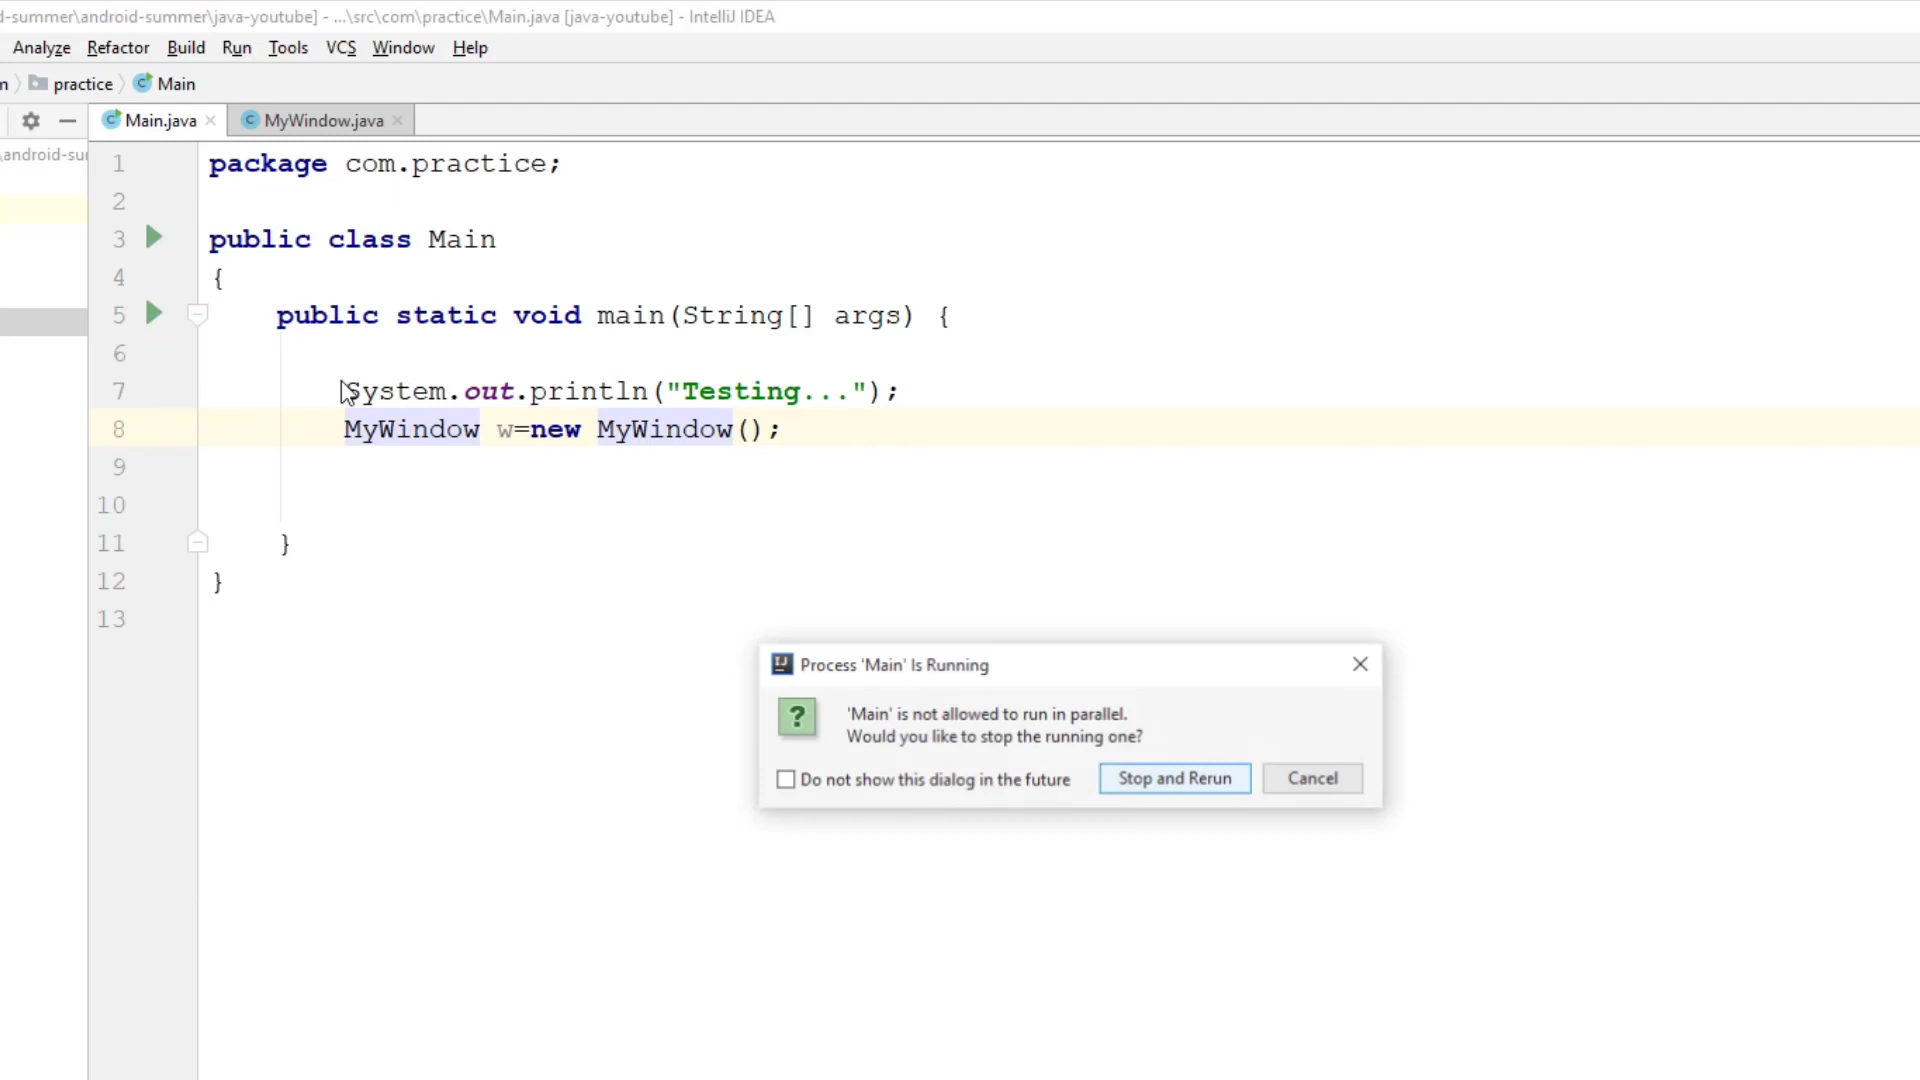 d-summer\android-summer\java-youtube] - ...\src\com\practice\Main.java [java-youtube] - IntelliJ IDEA
Analyze Refactor Build Run Tools VCS Window Help
practice Main
Main.java MyWindow.java
\android-su
1 package com.practice;
2
3 public class Main
4 {
5 public static void main(String[] args) {
6
7 System.out.println("Testing...");
8 MyWindow w=new MyWindow();
9
10
11 }
12 }
13
Process 'Main' Is Running
'Main' is not allowed to run in parallel.
Would you like to stop the running one?
Do not show this dialog in the future Stop and Rerun Cancel